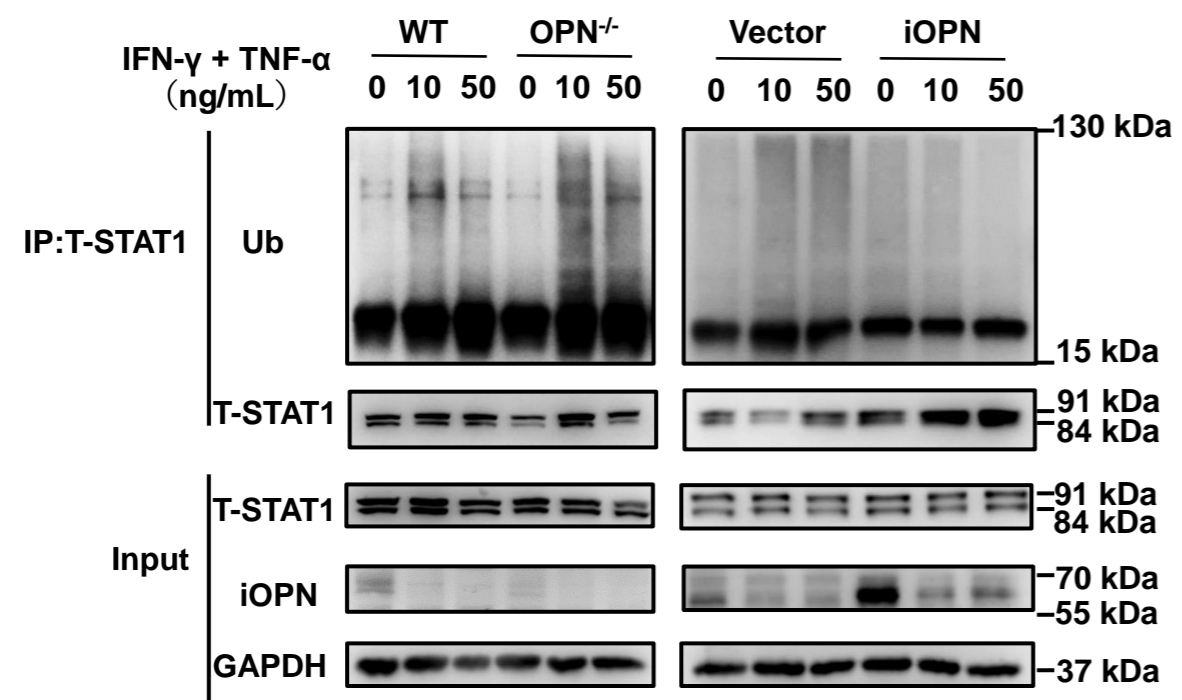 WT OPN-/- Vector iOPN
IFN-γ + TNF-α
（ng/mL）
0 10 50 0 10 50 0 10 50 0 10 50
130 kDa
IP:T-STAT1 Ub
15 kDa
T-STAT1 91 kDa
84 kDa
T-STAT1 91 kDa
84 kDa
Input
iOPN 70 kDa
55 kDa
GAPDH 37 kDa